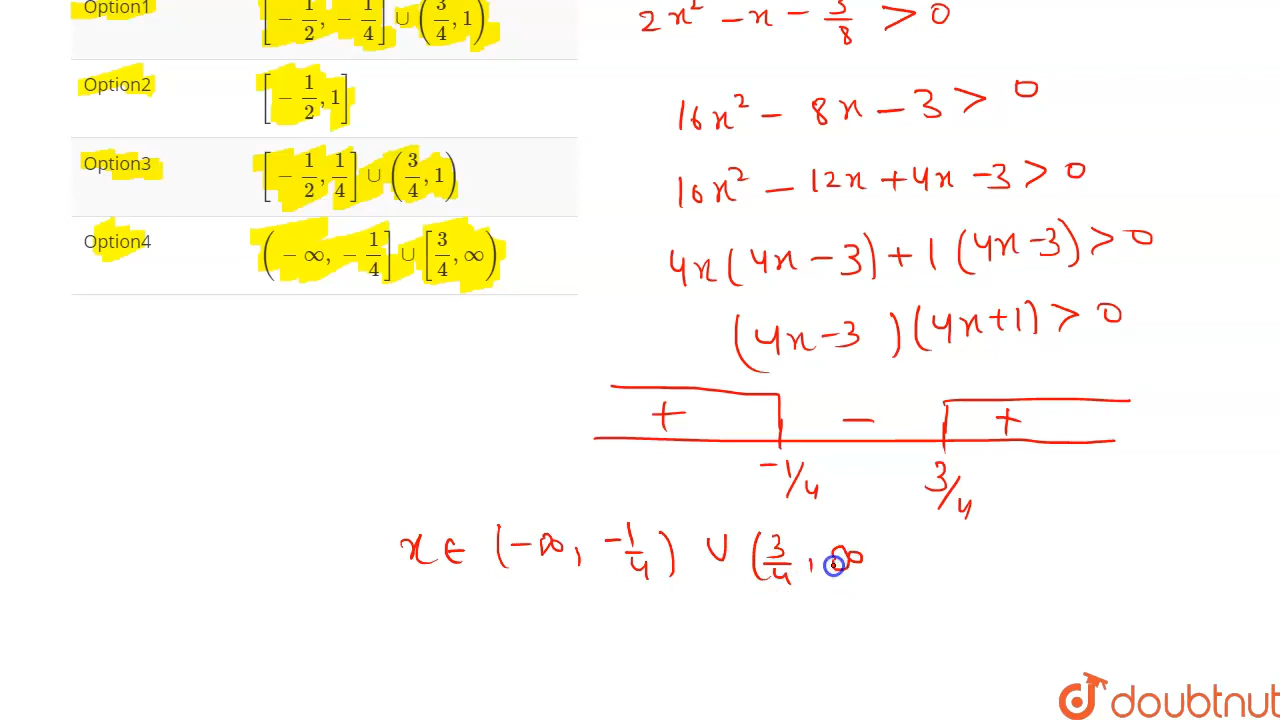 Option1 [-1/2, -1/4] ∪ (3/4, 1)
Option2 [-1/2, 1]
Option3 [-1/2, 1/4] ∪ (3/4, 1)
Option4 (-∞, -1/4] ∪ [3/4, ∞)
2x² - x - 3/8 > 0
16x² - 8x - 3 > 0
16x² - 12x + 4x - 3 > 0
4x(4x - 3) + 1(4x - 3) > 0
(4x - 3)(4x + 1) > 0
+ - +
-1/4 3/4
x ∈ (-∞, -1/4) ∪ (3/4, ∞
doubtnut